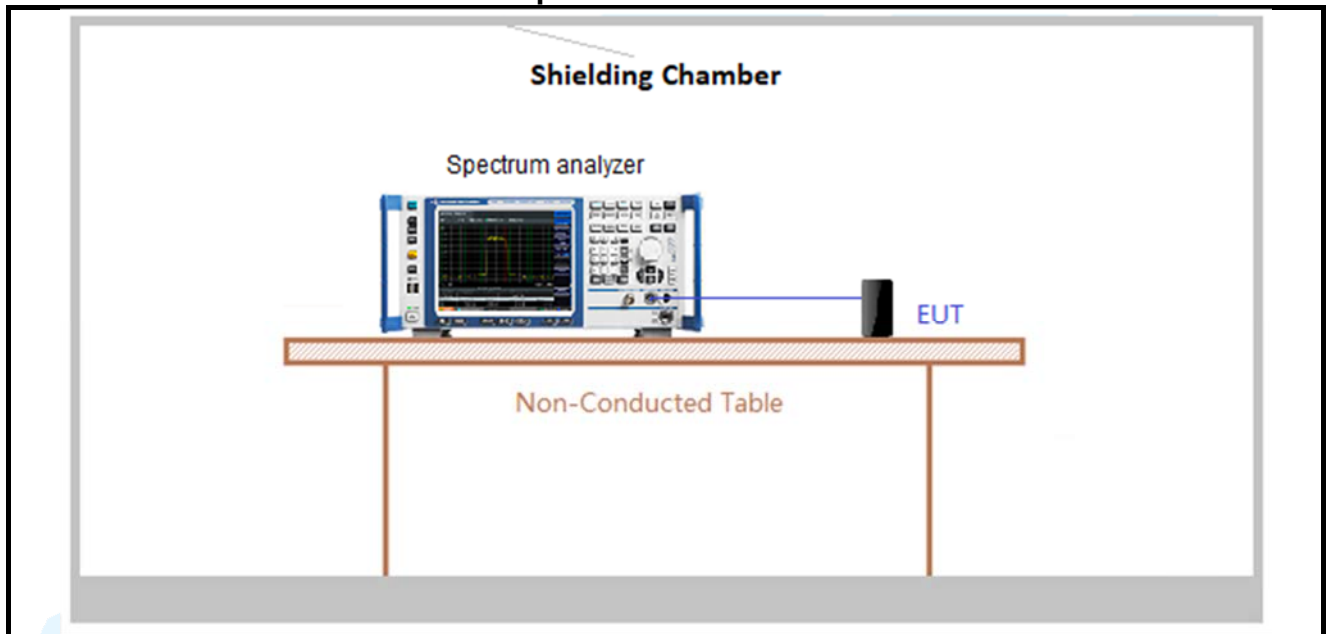 Shielding Chamber
Spectrum analyzer
EUT
Non-Conducted Table